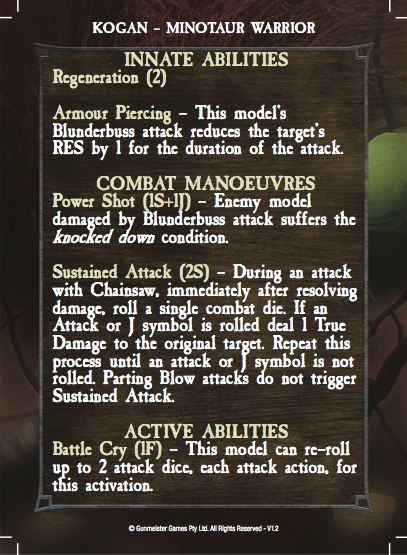 KOGAN - MINOTAUR WARRIOR
INNATE ABILITIES
Regeneration (2)
Armour Piercing – This model's
Blunderbuss attack reduces the target's
RES by 1 for the duration of the attack.
COMBAT MANOEUVRES
Power Shot (1S+1J) – Enemy model
damaged by Blunderbuss attack suffers the
knocked down condition.
Sustained Attack (2S) – During an attack
with Chainsaw, immediately after resolving
damage, roll a single combat die. If an
Attack or J symbol is rolled deal 1 True
Damage to the original target. Repeat this
process until an attack or J symbol is not
rolled. Parting Blow attacks do not trigger
Sustained Attack.
ACTIVE ABILITIES
Battle Cry (1F) – This model can re-roll
up to 2 attack dice, each attack action, for
this activation.
© Gunmeister Games Pty Ltd. All Rights Reserved - V1.2